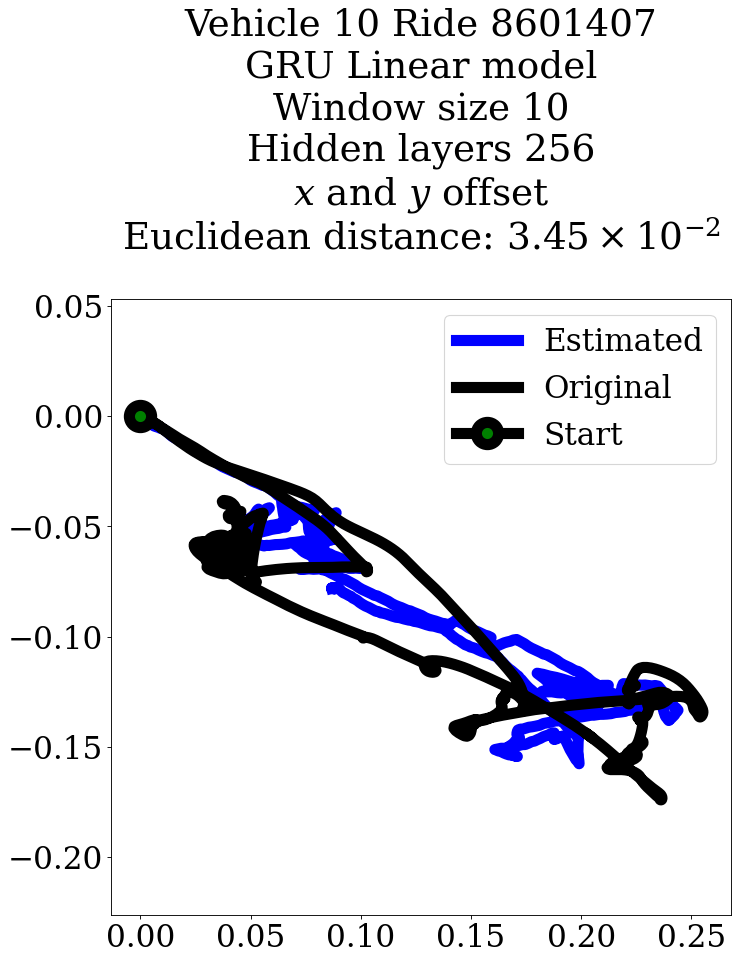 Vehicle 10 Ride 8601407
GRU Linear model
Window size 10
Hidden layers 256
x and y offset
Euclidean distance: 3.45 × 10⁻²
0.05
0.00
−0.05
−0.10
−0.15
−0.20
Estimated
Original
Start
0.00 0.05 0.10 0.15 0.20 0.25